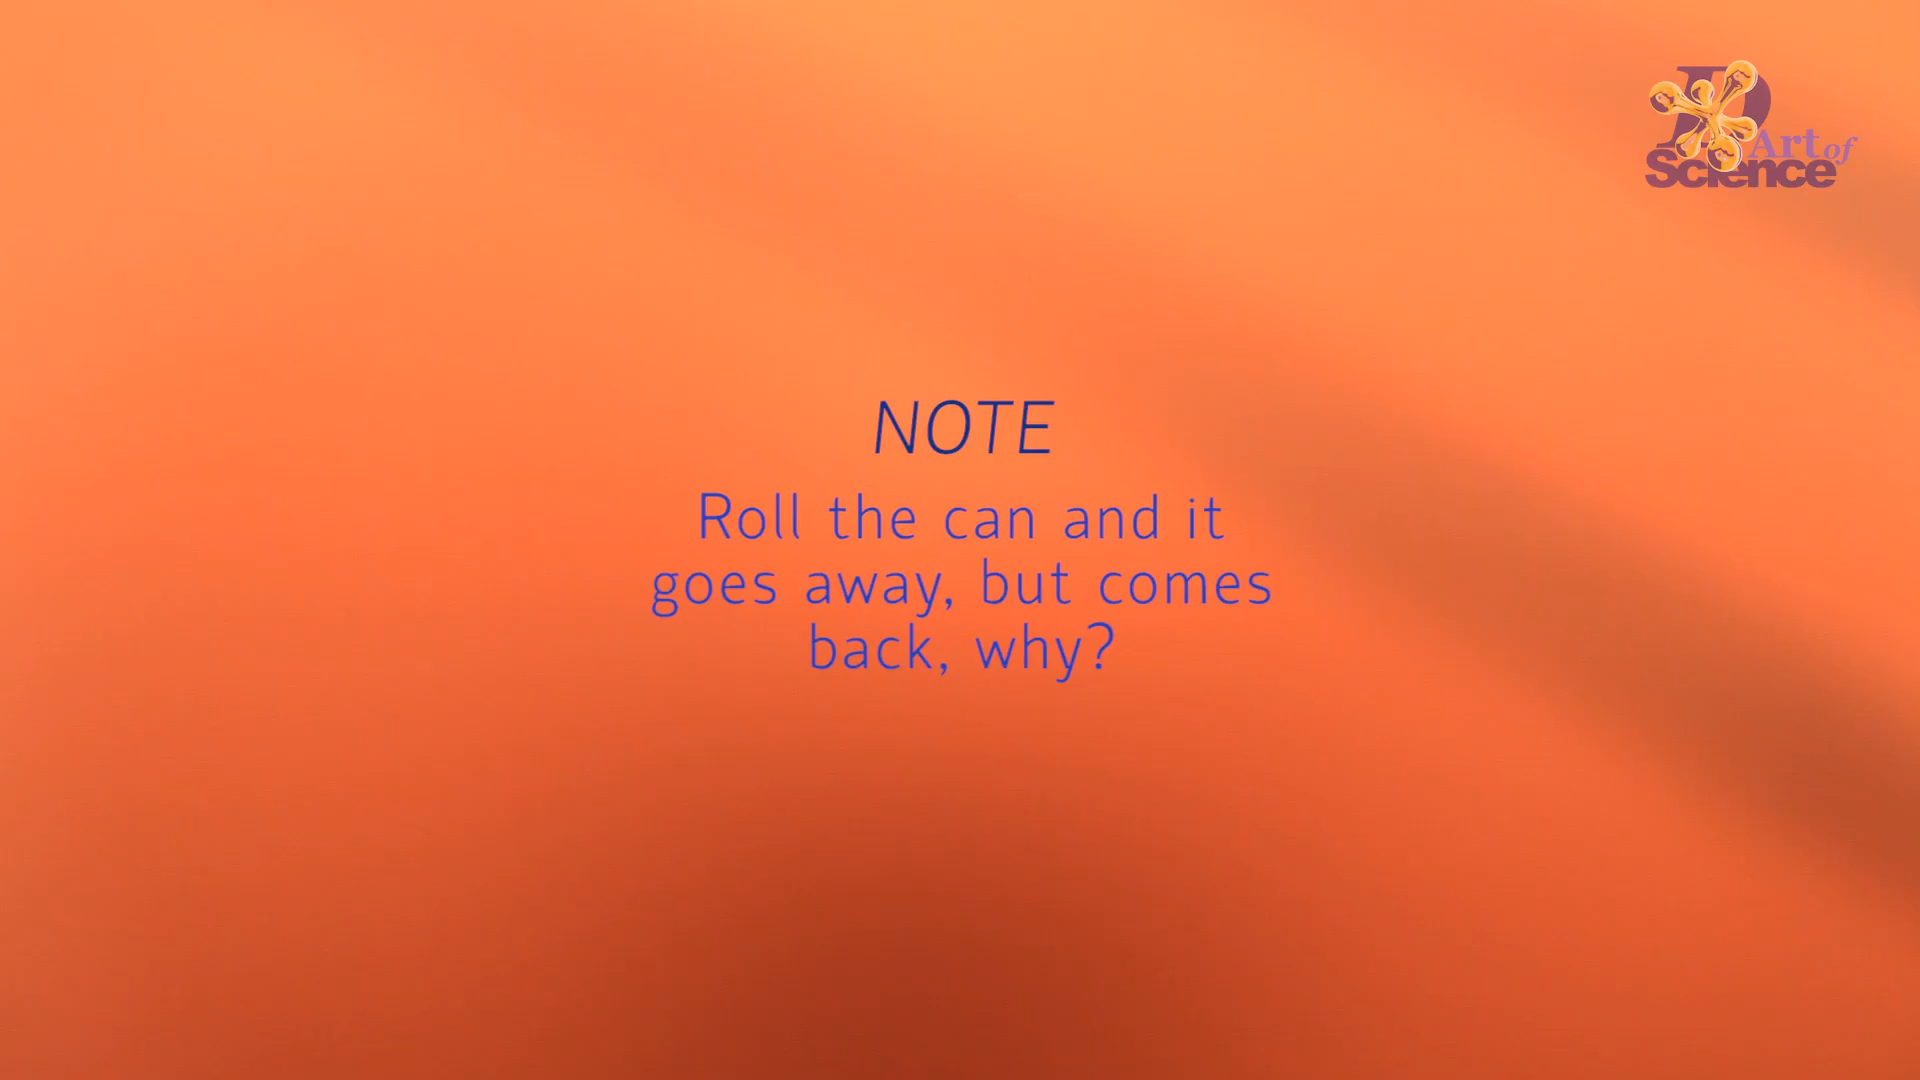 D Art of
Science
NOTE
Roll the can and it
goes away, but comes
back, why?